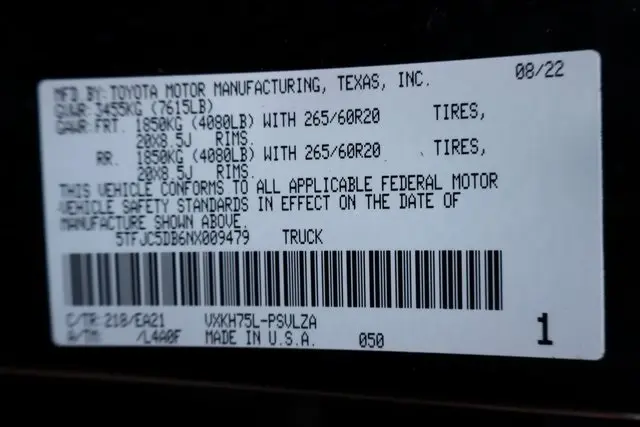 MFD BY: TOYOTA MOTOR MANUFACTURING, TEXAS, INC. 08/22
GVWR: 3455KG (7615LB)
GAWR: FRT. 1850KG (4080LB) WITH 265/60R20 TIRES,
20X8.5J RIMS.
RR. 1850KG (4080LB) WITH 265/60R20 TIRES,
20X8.5J RIMS.
THIS VEHICLE CONFORMS TO ALL APPLICABLE FEDERAL MOTOR
VEHICLE SAFETY STANDARDS IN EFFECT ON THE DATE OF
MANUFACTURE SHOWN ABOVE.
5TFJC5DB6NX009479 TRUCK
C/TR: 218/EA21 VXKH75L-PSVLZA
A/TM: /L4A0F MADE IN U.S.A. 050 1